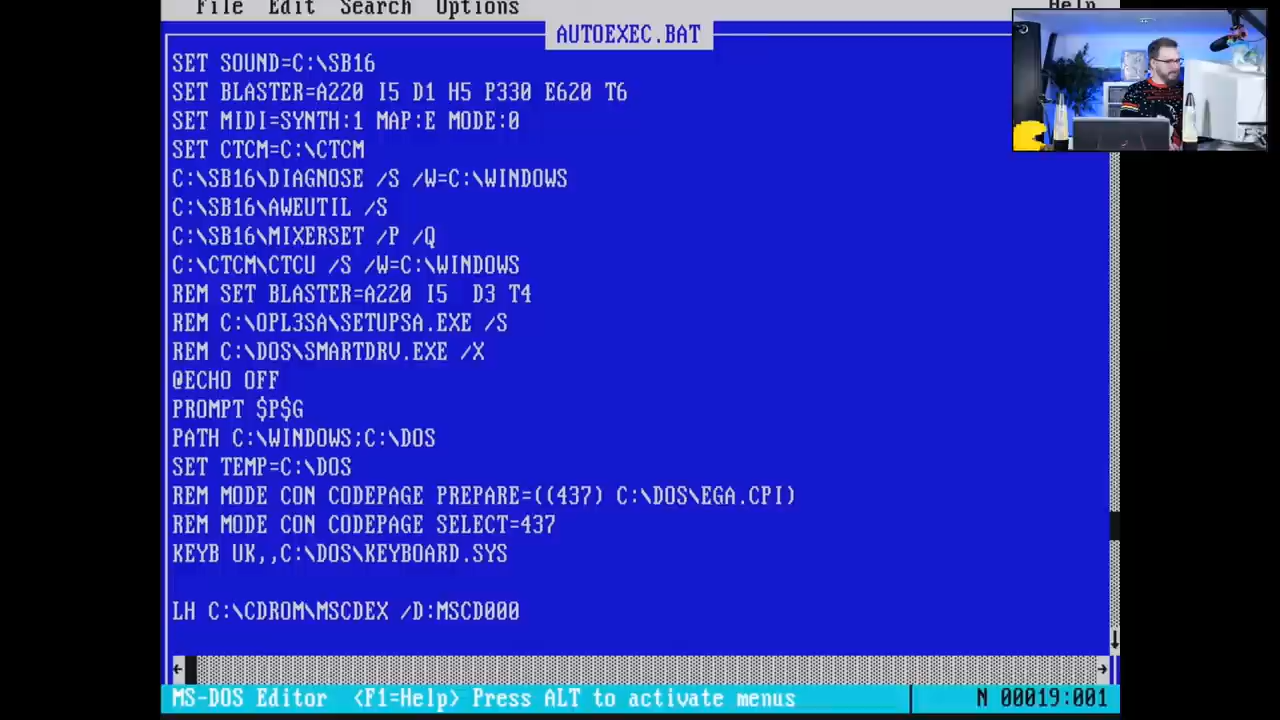 File Edit Search Options Help
AUTOEXEC.BAT
SET SOUND=C:\SB16
SET BLASTER=A220 I5 D1 H5 P330 E620 T6
SET MIDI=SYNTH:1 MAP:E MODE:0
SET CTCM=C:\CTCM
C:\SB16\DIAGNOSE /S /W=C:\WINDOWS
C:\SB16\AWEUTIL /S
C:\SB16\MIXERSET /P /Q
C:\CTCM\CTCU /S /W=C:\WINDOWS
REM SET BLASTER=A220 I5  D3 T4
REM C:\OPL3SA\SETUPSA.EXE /S
REM C:\DOS\SMARTDRV.EXE /X
@ECHO OFF
PROMPT $P$G
PATH C:\WINDOWS;C:\DOS
SET TEMP=C:\DOS
REM MODE CON CODEPAGE PREPARE=((437) C:\DOS\EGA.CPI)
REM MODE CON CODEPAGE SELECT=437
KEYB UK,,C:\DOS\KEYBOARD.SYS
LH C:\CDROM\MSCDEX /D:MSCD000
MS-DOS Editor <F1=Help> Press ALT to activate menus N 00019:001